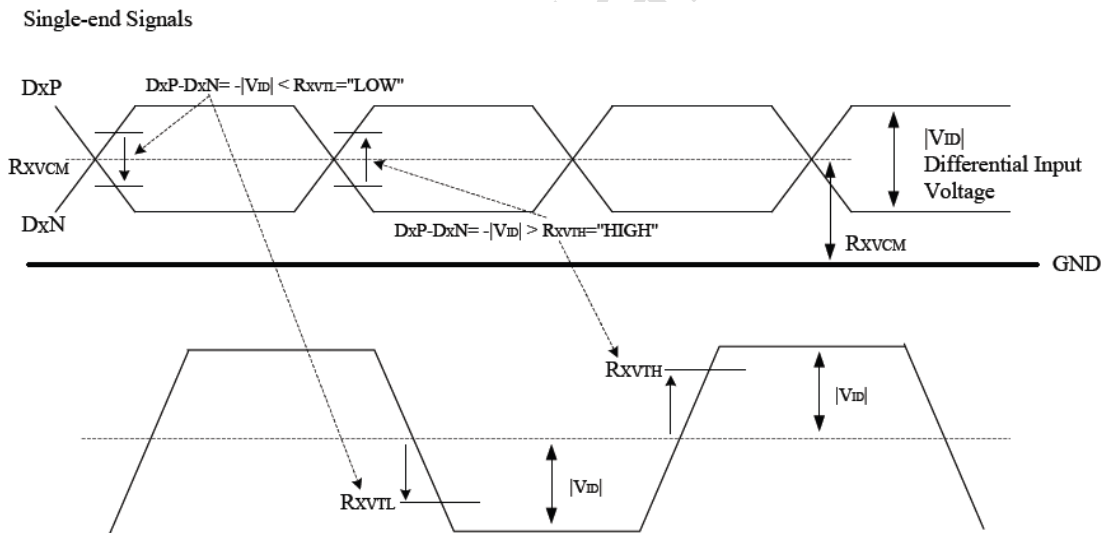 Single-end Signals
DxP
DxP-DxN= -|VID| < RXVTL="LOW"
|VID|
Differential Input
Voltage
RXVCM
DxN
DxP-DxN= -|VID| > RXVTH="HIGH"
RXVCM
GND
RXVTH
|VID|
|VID|
RXVTL